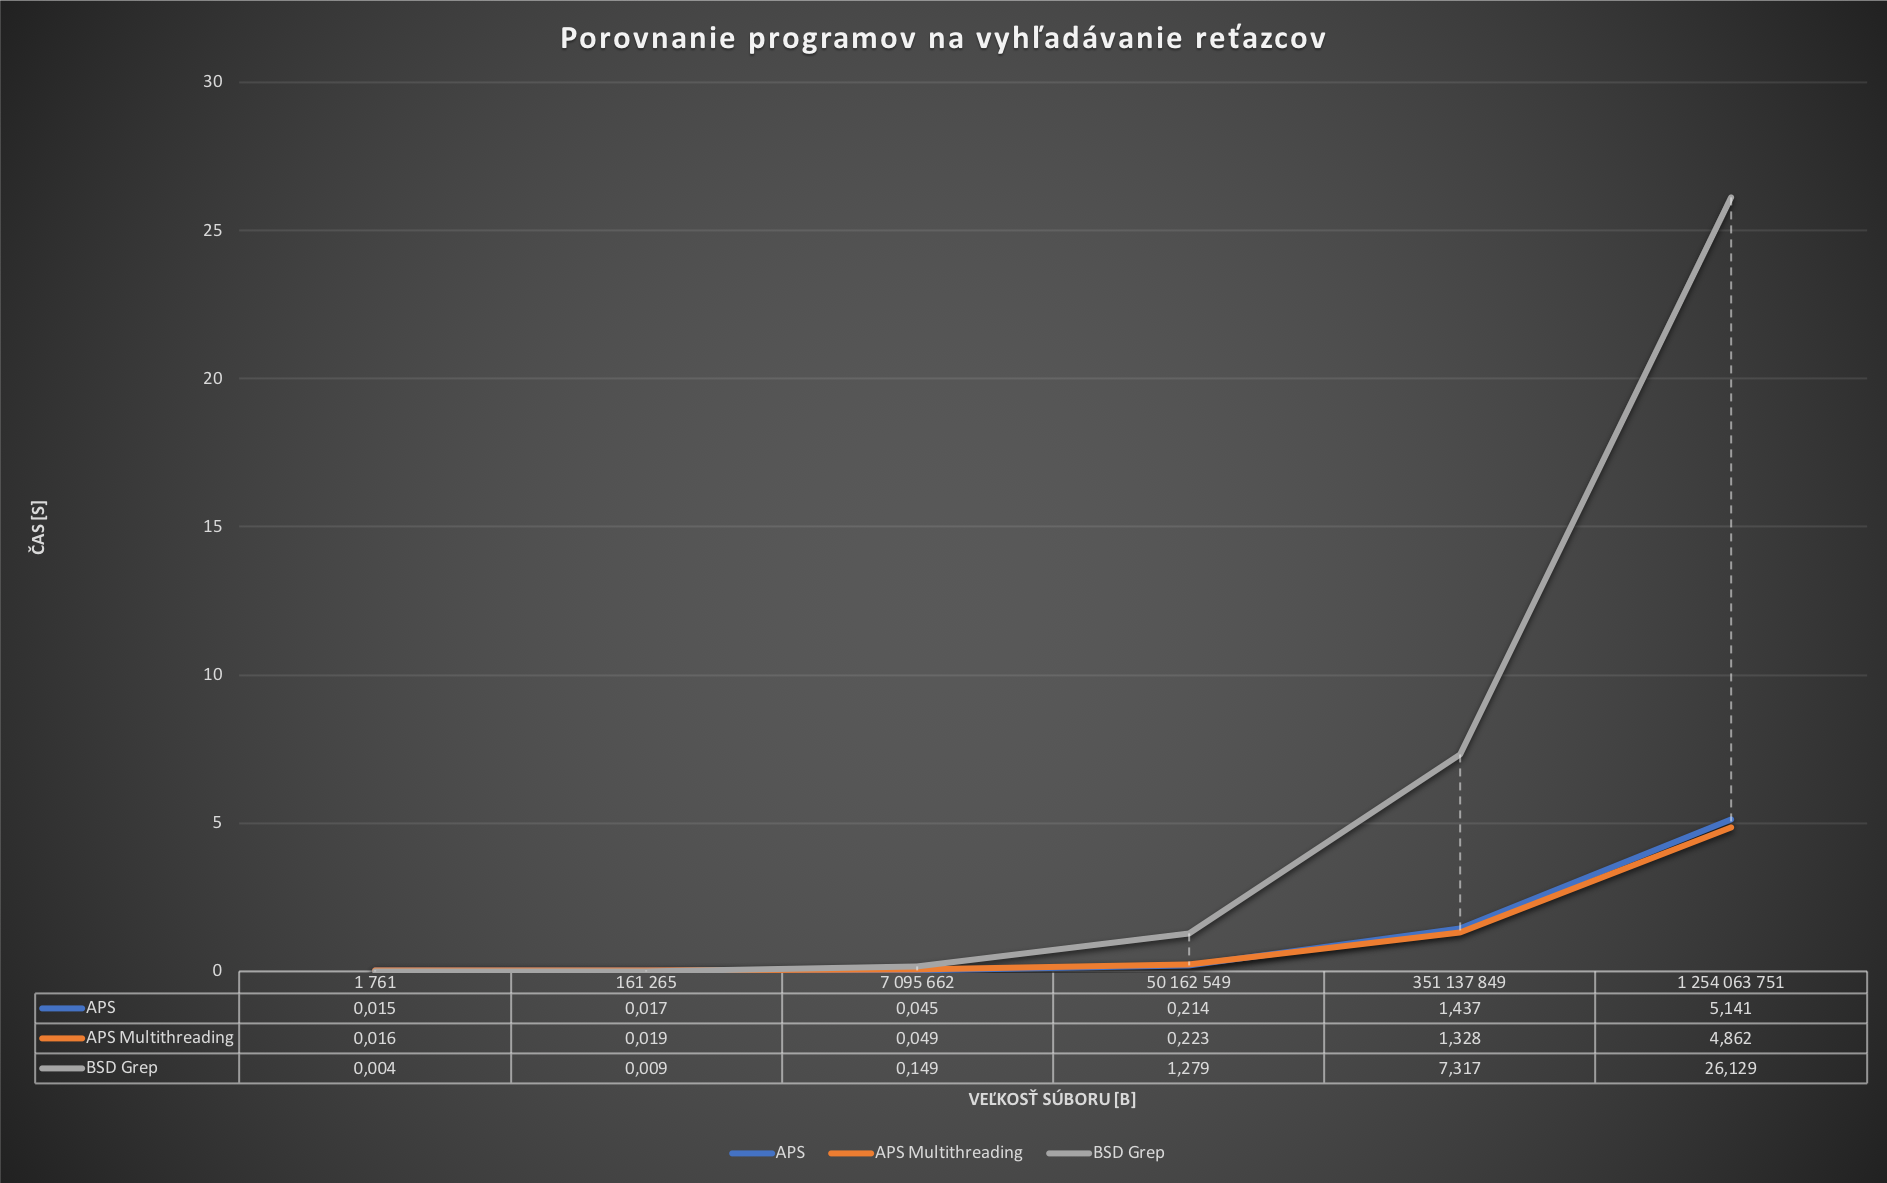 Porovnanie programov na vyhľadávanie reťazcov
30
25
20
15
10
5
0
ČAS [S]
1 761 161 265 7 095 662 50 162 549 351 137 849 1 254 063 751
APS 0,015 0,017 0,045 0,214 1,437 5,141
APS Multithreading 0,016 0,019 0,049 0,223 1,328 4,862
BSD Grep 0,004 0,009 0,149 1,279 7,317 26,129
VEĽKOSŤ SÚBORU [B]
APS APS Multithreading BSD Grep